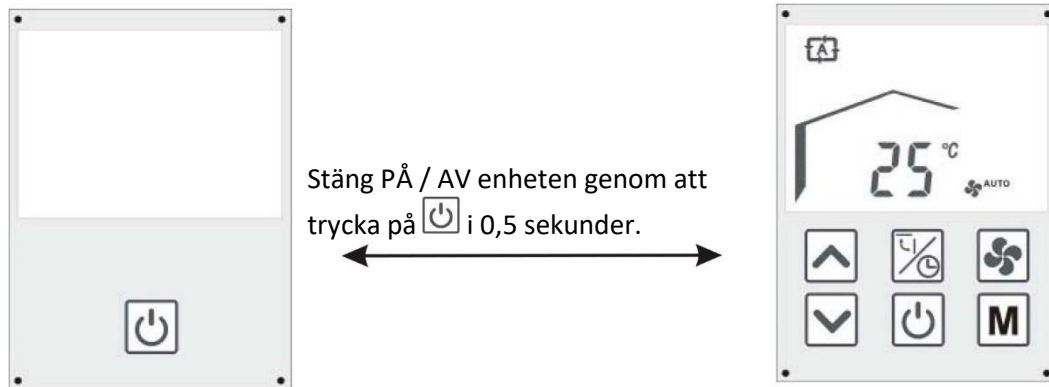 A
25 °C
AUTO
Stäng PÅ / AV enheten genom att
trycka på i 0,5 sekunder.
M